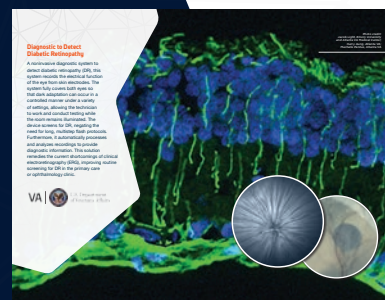 Diagnostic to Detect
Diabetic Retinopathy
A noninvasive diagnostic system to
detect diabetic retinopathy (DR), this
system records the electrical function
of the eye from skin electrodes. The
system fully covers both eyes so
that dark adaptation can occur in a
controlled manner under a variety
of settings, allowing the technician
to work and conduct testing while
the room remains illuminated. The
device screens for DR, negating the
need for long, multistep flash protocols.
Furthermore, it automatically processes
and analyzes recordings to provide
diagnostic information. This solution
remedies the current shortcomings of clinical
electroretinography (ERG), improving routine
screening for DR in the primary care
or ophthalmology clinic.
VA
U.S. Department
of Veterans Affairs